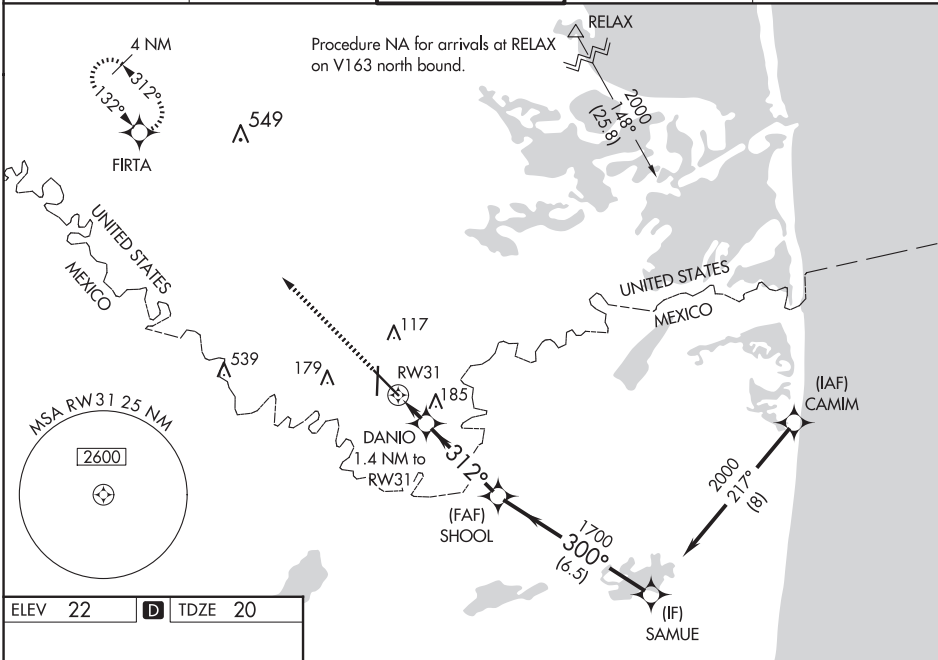 RELAX
Procedure NA for arrivals at RELAX
on V163 north bound.
2000
148°
(25.8)
4 NM
312°
132°
FIRTA
549
UNITED STATES
MEXICO
UNITED STATES
MEXICO
117
539
179
RW31
185
DANIO
1.4 NM to
RW31
312°
(FAF)
SHOOL
1700
300°
(6.5)
(IAF)
CAMIM
2000
217°
(8)
(IF)
SAMUE
MSA RW31 25 NM
2600
ELEV 22 D TDZE 20